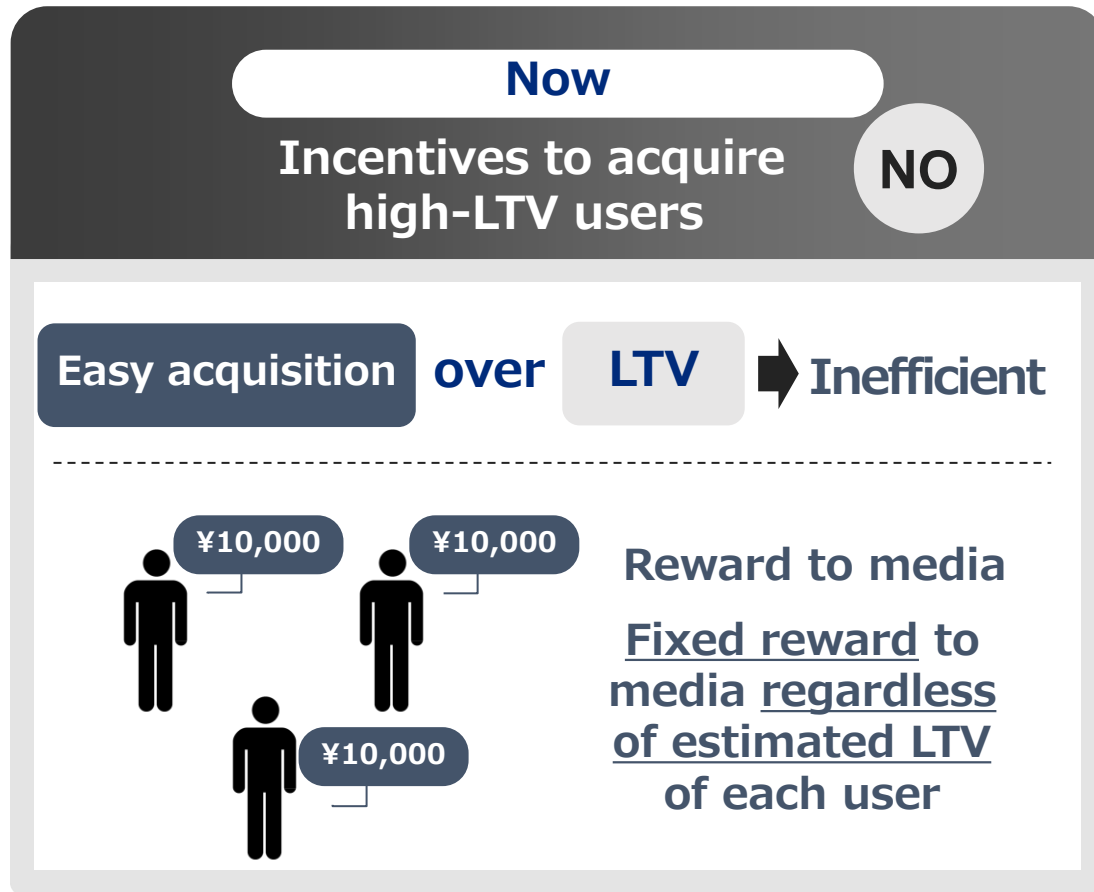 Now
Incentives to acquire
high-LTV users
NO
Easy acquisition over LTV Inefficient
¥10,000
¥10,000
¥10,000
Reward to media
Fixed reward to
media regardless
of estimated LTV
of each user